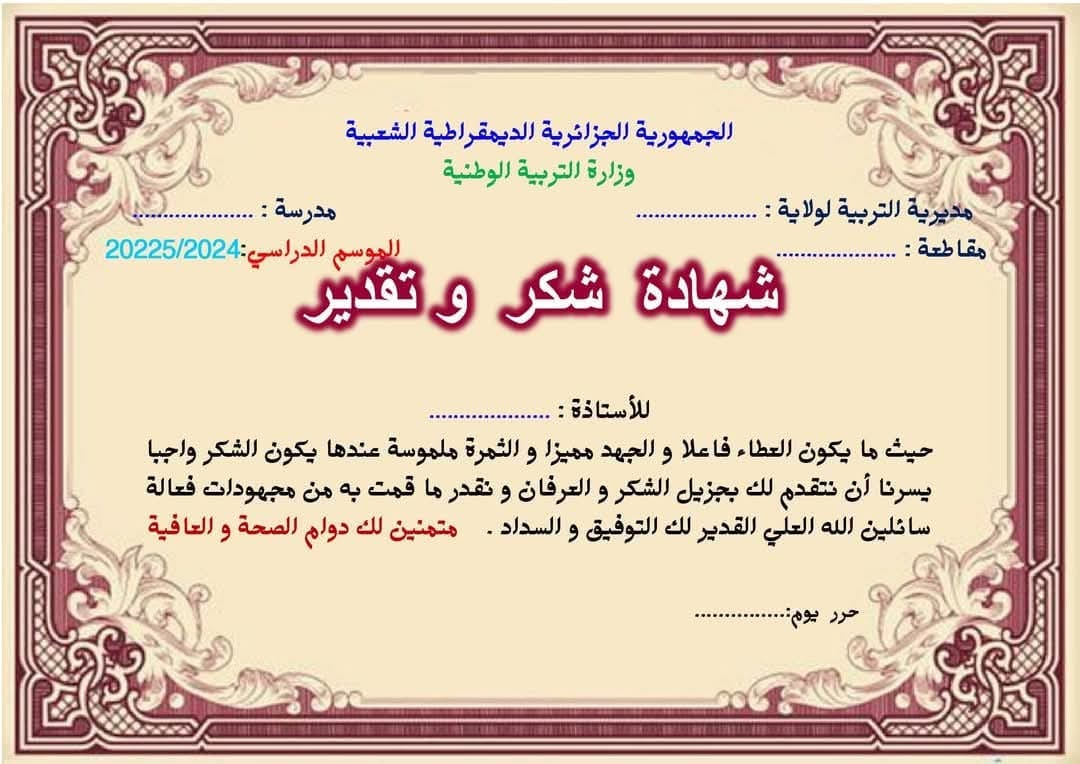 الجمهورية الجزائرية الديمقراطية الشعبية
وزارة التربية الوطنية
مديرية التربية لولاية : .................... مدرسة : ....................
مقاطعة : .................... الموسم الدراسي:20225/2024
شهادة شكر و تقدير
للأستاذة : ....................
حيث ما يكون العطاء فاعلا و الجهد مميزا و الثمرة ملموسة عندها يكون الشكر واجبا
يسرنا أن نتقدم لك بجزيل الشكر و العرفان و نقدر ما قمت به من مجهودات فعالة
سائلين الله العلي القدير لك التوفيق و السداد . متمنين لك دوام الصحة و العافية
حرر يوم:...............